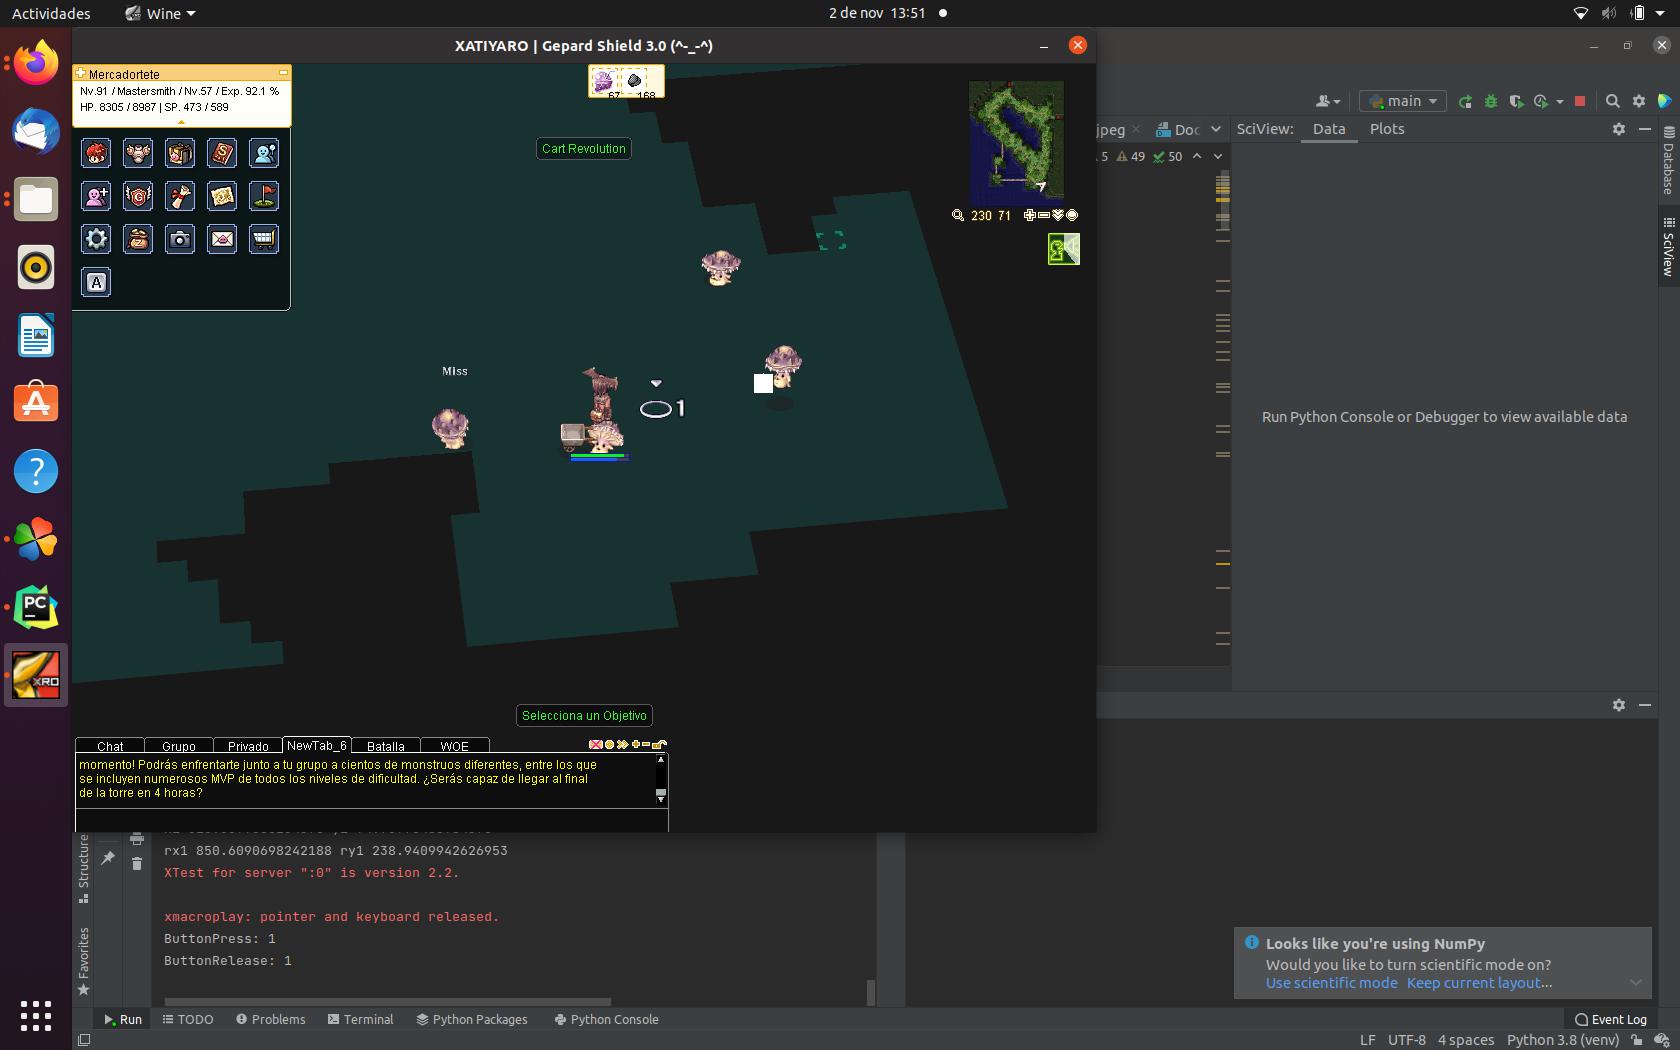 Actividades
Wine
2 de nov 13:51
XATIYARO | Gepard Shield 3.0 (^-_-^)
Mercadortete
Nv.91 / Mastersmith / Nv.57 / Exp. 92.1 %
HP. 8305 / 8987 | SP. 473 / 589
67
168
Cart Revolution
230 71
Miss
1
Selecciona un Objetivo
Chat
Grupo
Privado
NewTab_6
Batalla
WOE
momento! Podrás enfrentarte junto a tu grupo a cientos de monstruos diferentes, entre los que
se incluyen numerosos MVP de todos los niveles de dificultad. ¿Serás capaz de llegar al final
de la torre en 4 horas?
main
jpeg
Doc
SciView:
Data
Plots
5
49
50
Database
SciView
Run Python Console or Debugger to view available data
rx1 850.6090698242188 ry1 238.9409942626953
XTest for server ":0" is version 2.2.
xmacroplay: pointer and keyboard released.
ButtonPress: 1
ButtonRelease: 1
Structure
Favorites
Looks like you're using NumPy
Would you like to turn scientific mode on?
Use scientific mode
Keep current layout...
Run
TODO
Problems
Terminal
Python Packages
Python Console
Event Log
LF
UTF-8
4 spaces
Python 3.8 (venv)
PC
XRO
A